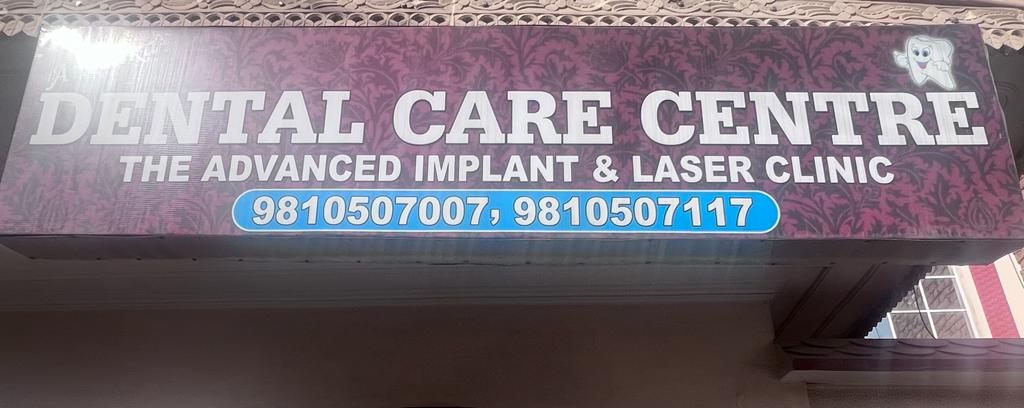 DENTAL CARE CENTRE
THE ADVANCED IMPLANT & LASER CLINIC
9810507007, 9810507117